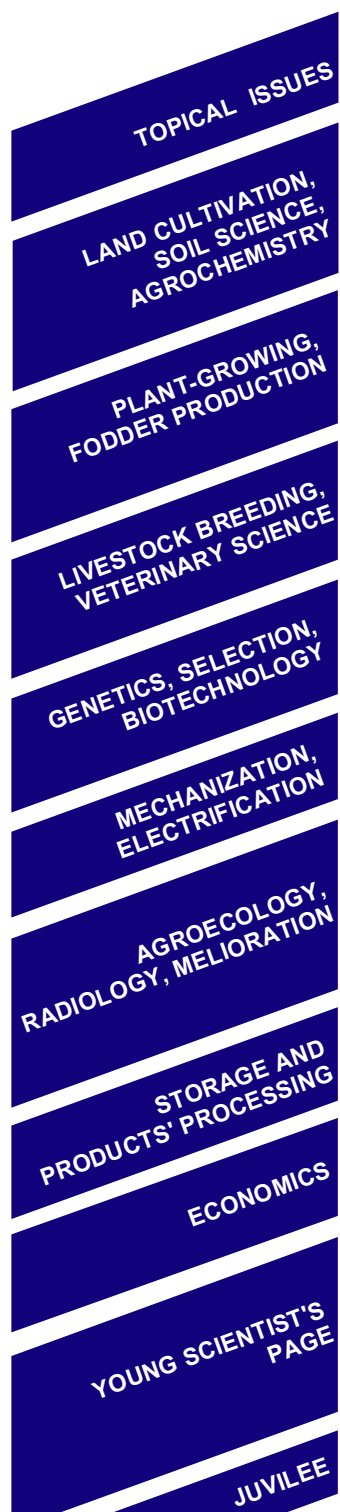 TOPICAL ISSUES
LAND CULTIVATION,
SOIL SCIENCE,
AGROCHEMISTRY
PLANT-GROWING,
FODDER PRODUCTION
LIVESTOCK BREEDING,
VETERINARY SCIENCE
GENETICS, SELECTION,
BIOTECHNOLOGY
MECHANIZATION,
ELECTRIFICATION
AGROECOLOGY,
RADIOLOGY, MELIORATION
STORAGE AND
PRODUCTS' PROCESSING
ECONOMICS
YOUNG SCIENTIST'S
PAGE
JUVILEE